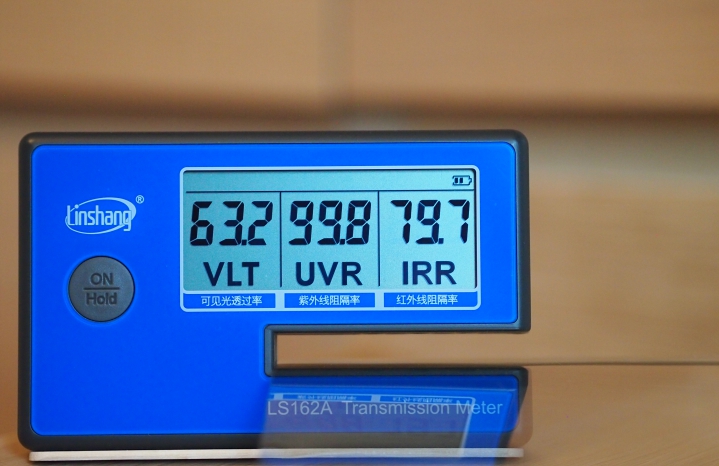 Linshang®
ON
Hold
63.2 99.8 79.7
VLT UVR IRR
可见光透过率 紫外线阻隔率 红外线阻隔率
LS162A Transmission Meter